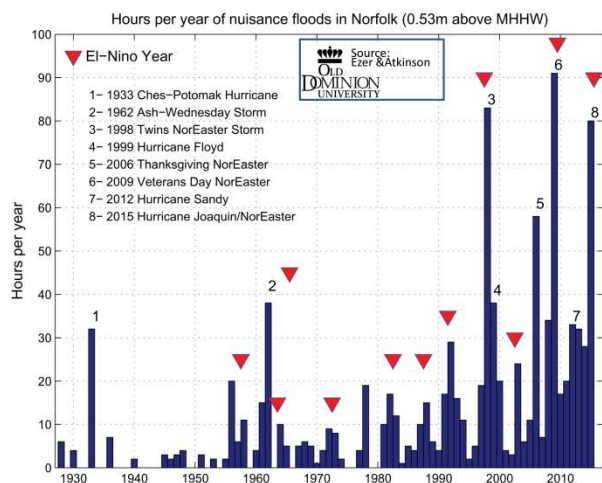 Hours per year of nuisance floods in Norfolk (0.53m above MHHW)
El-Nino Year
1- 1933 Ches-Potomak Hurricane
2- 1962 Ash-Wednesday Storm
3- 1998 Twins NorEaster Storm
4- 1999 Hurricane Floyd
5- 2006 Thanksgiving NorEaster
6- 2009 Veterans Day NorEaster
7- 2012 Hurricane Sandy
8- 2015 Hurricane Joaquin/NorEaster
Source:
Ezer &Atkinson
OLD
DOMINION
UNIVERSITY
Hours per year
100
90
80
70
60
50
40
30
20
10
0
1
2
3
4
5
6
7
8
1930 1940 1950 1960 1970 1980 1990 2000 2010